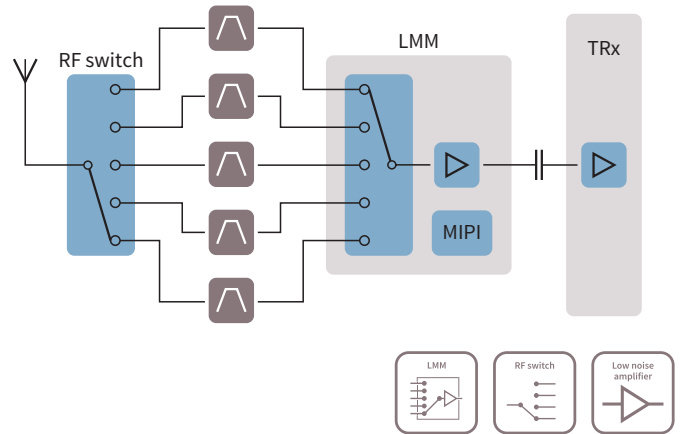 LMM
TRx
RF switch
MIPI
LMM
RF switch
Low noise
amplifier